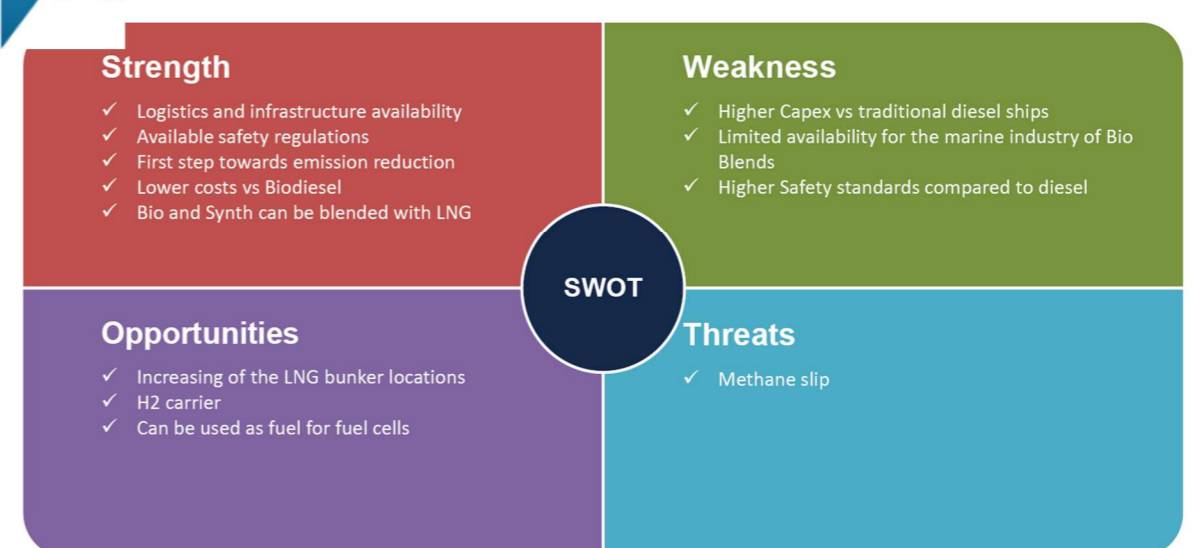 Strength
✓ Logistics and infrastructure availability
✓ Available safety regulations
✓ First step towards emission reduction
✓ Lower costs vs Biodiesel
✓ Bio and Synth can be blended with LNG
Weakness
✓ Higher Capex vs traditional diesel ships
✓ Limited availability for the marine industry of Bio
Blends
✓ Higher Safety standards compared to diesel
SWOT
Opportunities
✓ Increasing of the LNG bunker locations
✓ H2 carrier
✓ Can be used as fuel for fuel cells
Threats
✓ Methane slip